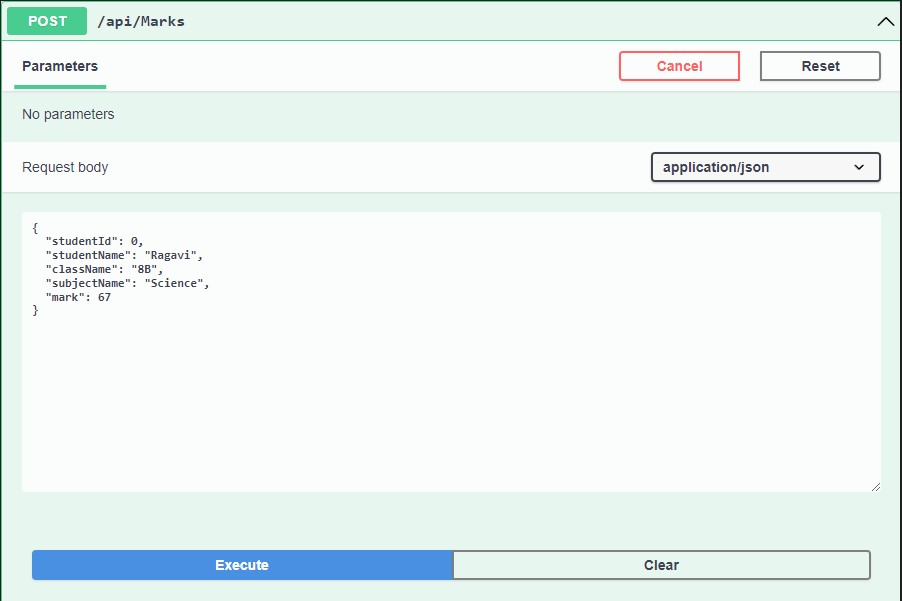 POST /api/Marks
Parameters Cancel Reset
No parameters
Request body application/json
{
  "studentId": 0,
  "studentName": "Ragavi",
  "className": "8B",
  "subjectName": "Science",
  "mark": 67
}
Execute Clear